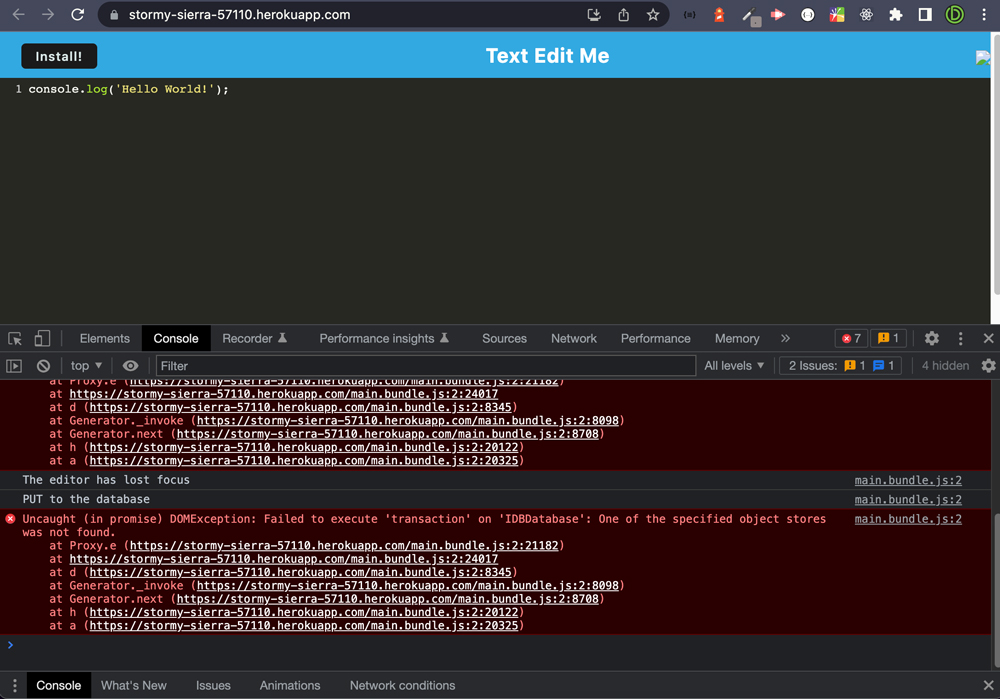 stormy-sierra-57110.herokuapp.com
Install!
Text Edit Me
1 console.log('Hello World!');
Elements Console Recorder Performance insights Sources Network Performance Memory » 7 1
top Filter All levels 2 Issues: 1 1 4 hidden
at Proxy.e (https://stormy-sierra-57110.herokuapp.com/main.bundle.js:2:21182)
at https://stormy-sierra-57110.herokuapp.com/main.bundle.js:2:24017
at d (https://stormy-sierra-57110.herokuapp.com/main.bundle.js:2:8345)
at Generator._invoke (https://stormy-sierra-57110.herokuapp.com/main.bundle.js:2:8098)
at Generator.next (https://stormy-sierra-57110.herokuapp.com/main.bundle.js:2:8708)
at h (https://stormy-sierra-57110.herokuapp.com/main.bundle.js:2:20122)
at a (https://stormy-sierra-57110.herokuapp.com/main.bundle.js:2:20325)
The editor has lost focus main.bundle.js:2
PUT to the database main.bundle.js:2
Uncaught (in promise) DOMException: Failed to execute 'transaction' on 'IDBDatabase': One of the specified object stores main.bundle.js:2
was not found.
at Proxy.e (https://stormy-sierra-57110.herokuapp.com/main.bundle.js:2:21182)
at https://stormy-sierra-57110.herokuapp.com/main.bundle.js:2:24017
at d (https://stormy-sierra-57110.herokuapp.com/main.bundle.js:2:8345)
at Generator._invoke (https://stormy-sierra-57110.herokuapp.com/main.bundle.js:2:8098)
at Generator.next (https://stormy-sierra-57110.herokuapp.com/main.bundle.js:2:8708)
at h (https://stormy-sierra-57110.herokuapp.com/main.bundle.js:2:20122)
at a (https://stormy-sierra-57110.herokuapp.com/main.bundle.js:2:20325)
Console What's New Issues Animations Network conditions